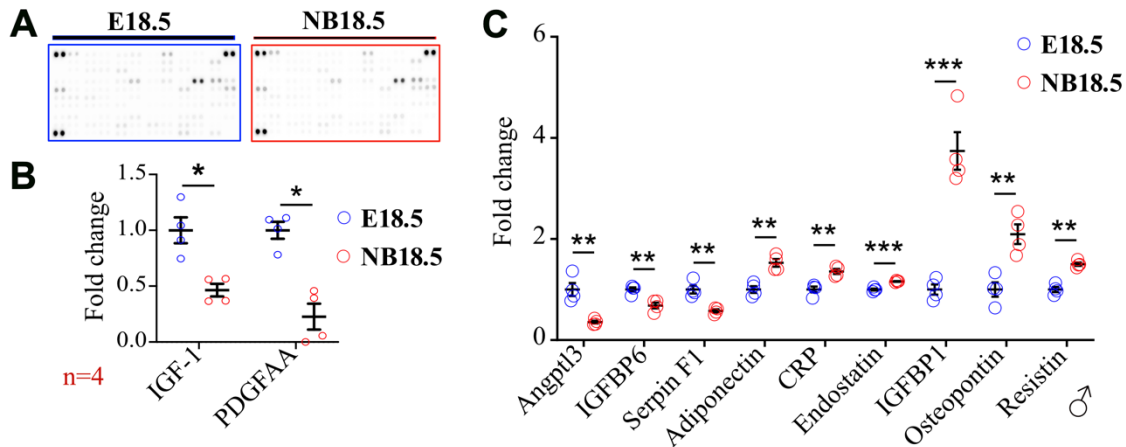 A
E18.5
NB18.5
B
Fold change
1.5
1.0
0.5
0.0
*
*
E18.5
NB18.5
IGF-1
PDGFAA
n=4
C
Fold change
6
4
2
0
**
**
**
**
**
***
***
**
**
E18.5
NB18.5
Angptl3
IGFBP6
Serpin F1
Adiponectin
CRP
Endostatin
IGFBP1
Osteopontin
Resistin
♂